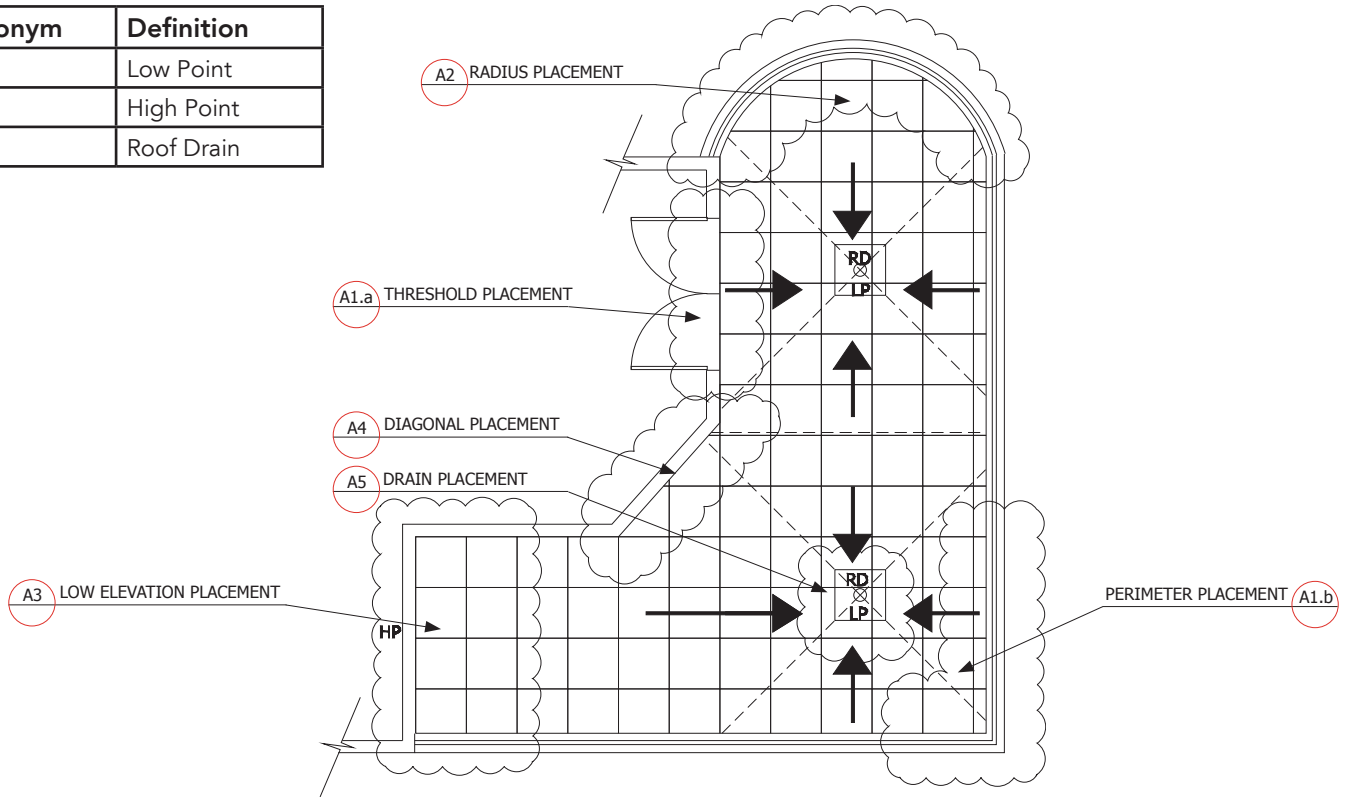 onym Definition
Low Point
High Point
Roof Drain
A2 RADIUS PLACEMENT
RD
LP
A1.a THRESHOLD PLACEMENT
A4 DIAGONAL PLACEMENT
A5 DRAIN PLACEMENT
RD
LP
A3 LOW ELEVATION PLACEMENT
PERIMETER PLACEMENT A1.b
HP